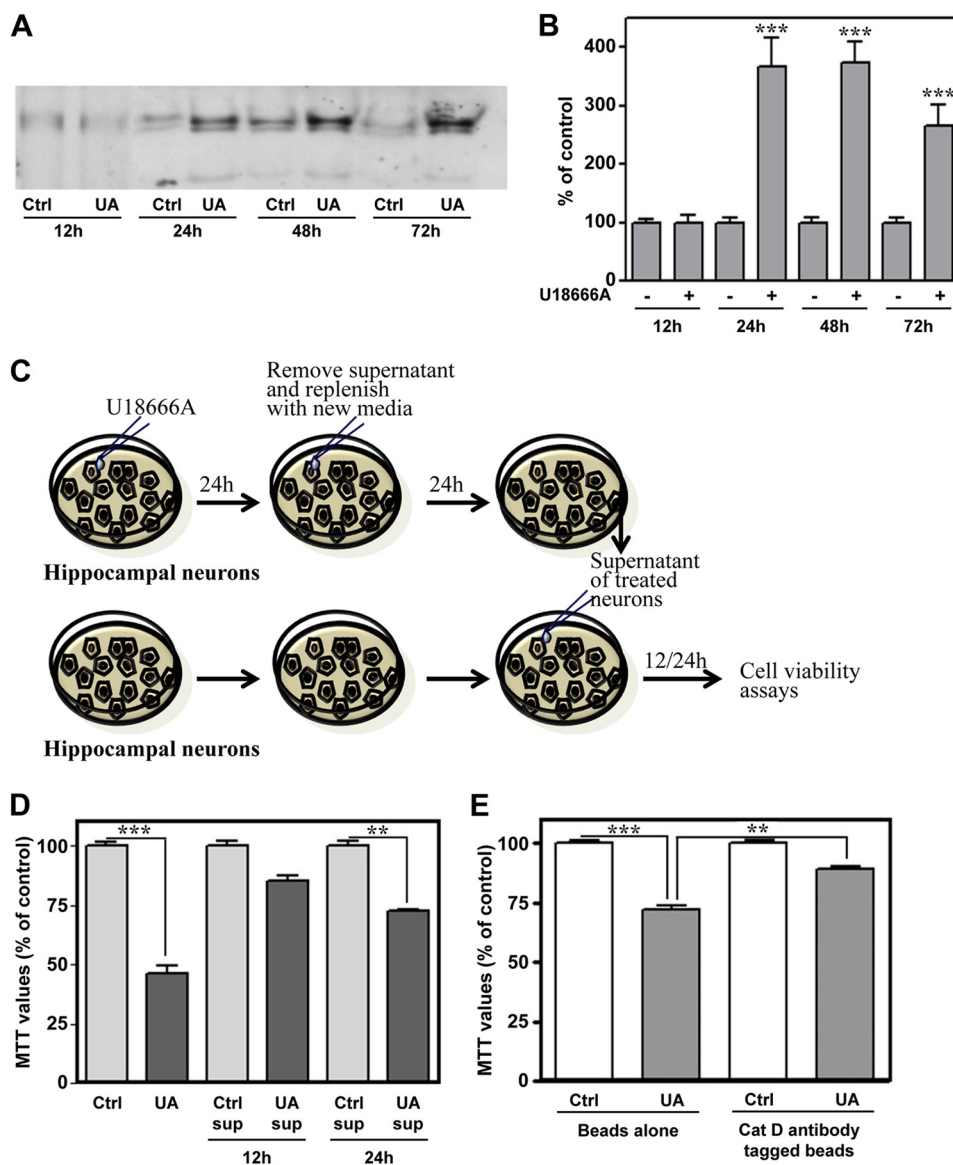 A
Ctrl UA Ctrl UA Ctrl UA Ctrl UA
12h 24h 48h 72h
B
% of control
400
300
200
100
0
*** *** ***
U18666A - + - + - + - +
12h 24h 48h 72h
C
U18666A
Remove supernatant
and replenish
with new media
24h
24h
Hippocampal neurons
Supernatant
of treated
neurons
12/24h
Cell viability
assays
Hippocampal neurons
D
MTT values (% of control)
100
75
50
25
0
*** **
Ctrl UA Ctrl UA Ctrl UA
sup sup sup sup
12h 24h
E
MTT values (% of control)
100
75
50
25
0
*** **
Ctrl UA Ctrl UA
Beads alone
Cat D antibody
tagged beads